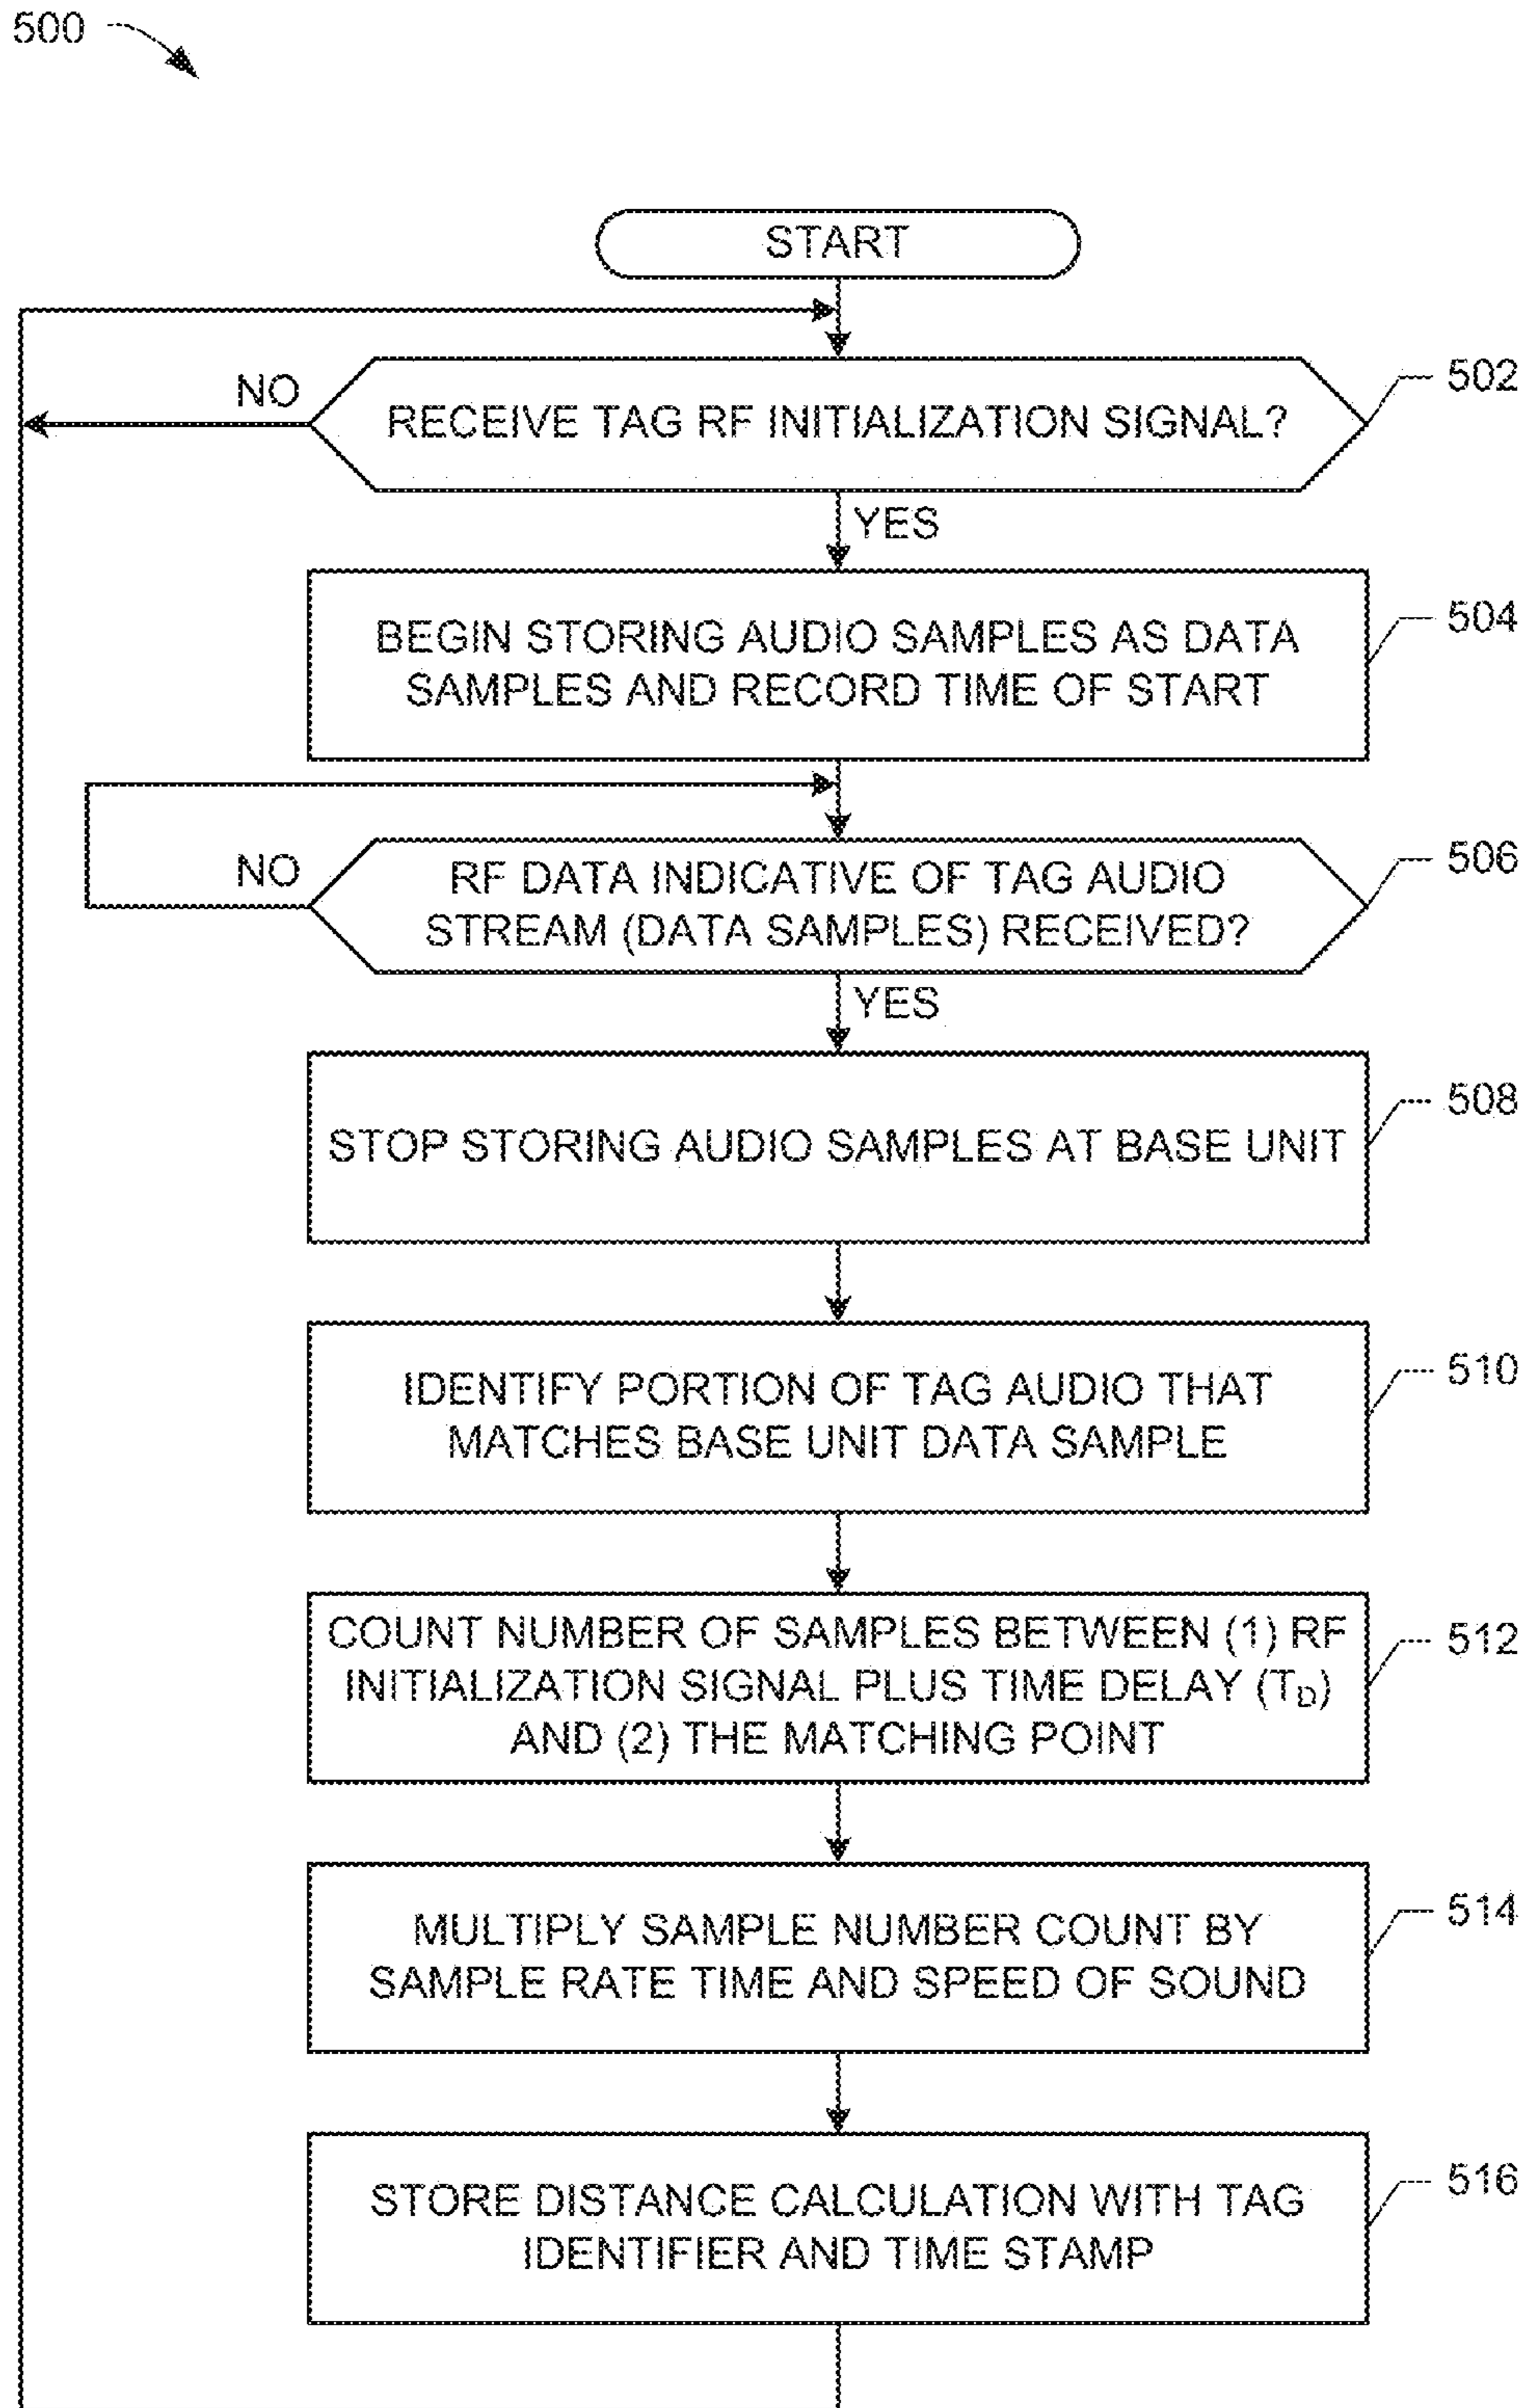 500
START
NO
RECEIVE TAG RF INITIALIZATION SIGNAL?
502
YES
BEGIN STORING AUDIO SAMPLES AS DATA
SAMPLES AND RECORD TIME OF START
504
NO
RF DATA INDICATIVE OF TAG AUDIO
STREAM (DATA SAMPLES) RECEIVED?
506
YES
STOP STORING AUDIO SAMPLES AT BASE UNIT
508
IDENTIFY PORTION OF TAG AUDIO THAT
MATCHES BASE UNIT DATA SAMPLE
510
COUNT NUMBER OF SAMPLES BETWEEN (1) RF
INITIALIZATION SIGNAL PLUS TIME DELAY (TD)
AND (2) THE MATCHING POINT
512
MULTIPLY SAMPLE NUMBER COUNT BY
SAMPLE RATE TIME AND SPEED OF SOUND
514
STORE DISTANCE CALCULATION WITH TAG
IDENTIFIER AND TIME STAMP
516